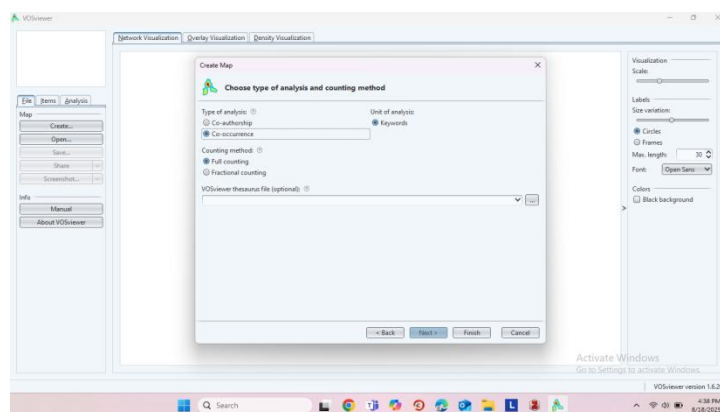 VOSviewer
Network Visualization Overlay Visualization Density Visualization
File Items Analysis
Map
Create...
Open...
Save...
Share
Screenshot...
Info
Manual
About VOSviewer
Create Map
Choose type of analysis and counting method
Type of analysis:
Co-authorship
Co-occurrence
Unit of analysis:
Keywords
Counting method:
Full counting
Fractional counting
VOSviewer thesaurus file (optional):
...
< Back Next > Finish Cancel
Visualization
Scale:
Labels
Size variation:
Circles
Frames
Max. length: 30
Font: Open Sans
Colors
Black background
>
Activate Windows
Go to Settings to activate Windows.
VOSviewer version 1.6.2
Search
4:38 PM